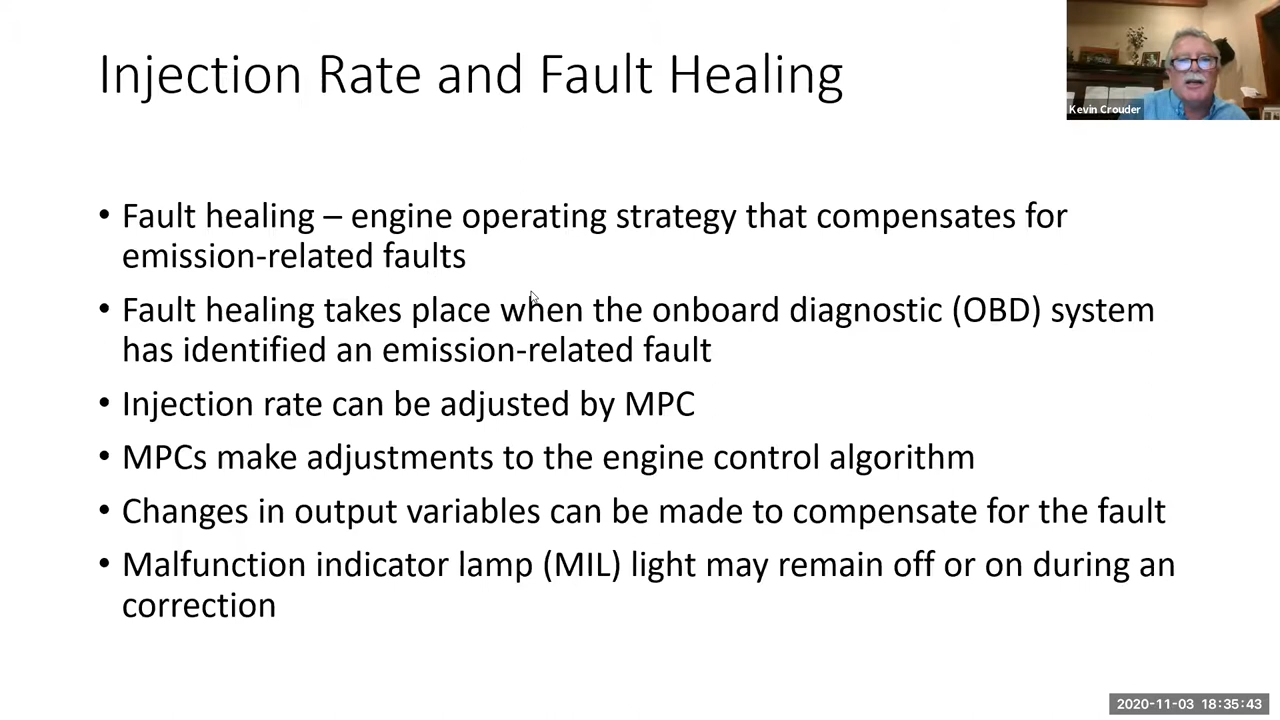 Injection Rate and Fault Healing
Kevin Crouder
• Fault healing – engine operating strategy that compensates for
emission-related faults
• Fault healing takes place when the onboard diagnostic (OBD) system
has identified an emission-related fault
• Injection rate can be adjusted by MPC
• MPCs make adjustments to the engine control algorithm
• Changes in output variables can be made to compensate for the fault
• Malfunction indicator lamp (MIL) light may remain off or on during an
correction
2020-11-03 18:35:43